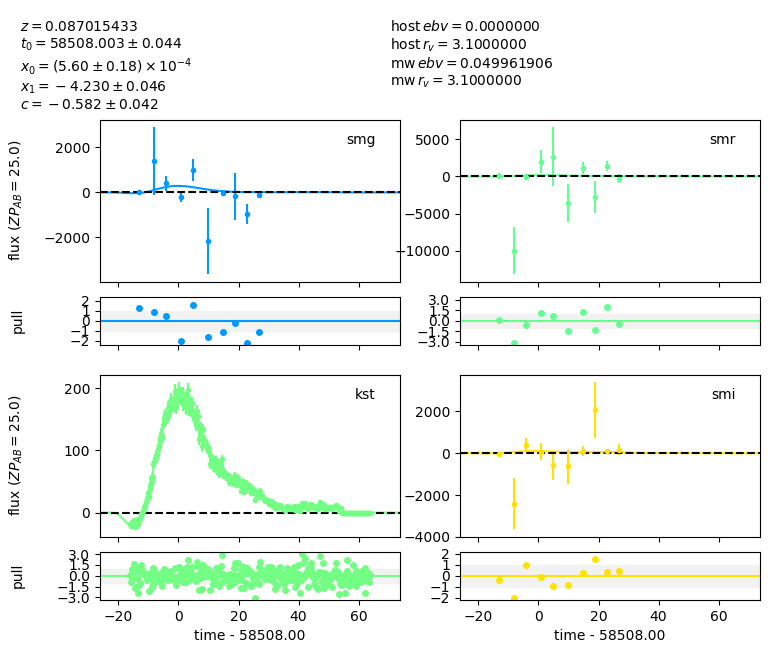 z = 0.087015433
t₀ = 58508.003 ± 0.044
x₀ = (5.60 ± 0.18) × 10⁻⁴
x₁ = −4.230 ± 0.046
c = −0.582 ± 0.042
host ebv = 0.0000000
host r_v = 3.1000000
mw ebv = 0.049961906
mw r_v = 3.1000000
smg
2000
0
−2000
flux (ZP_AB = 25.0)
smr
5000
0
−5000
−10000
2
1
0
−1
−2
pull
3.0
1.5
0.0
−1.5
−3.0
kst
200
100
0
flux (ZP_AB = 25.0)
smi
2000
0
−2000
−4000
3.0
1.5
0.0
−1.5
−3.0
pull
−20 0 20 40 60
time - 58508.00
2
1
0
−1
−2
−20 0 20 40 60
time - 58508.00